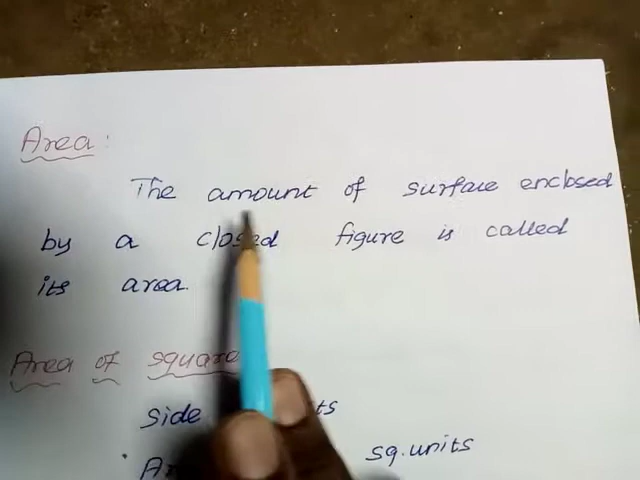 Area:
The amount of surface enclosed
by a closed figure is called
its area
Area of square
Side
sq.units